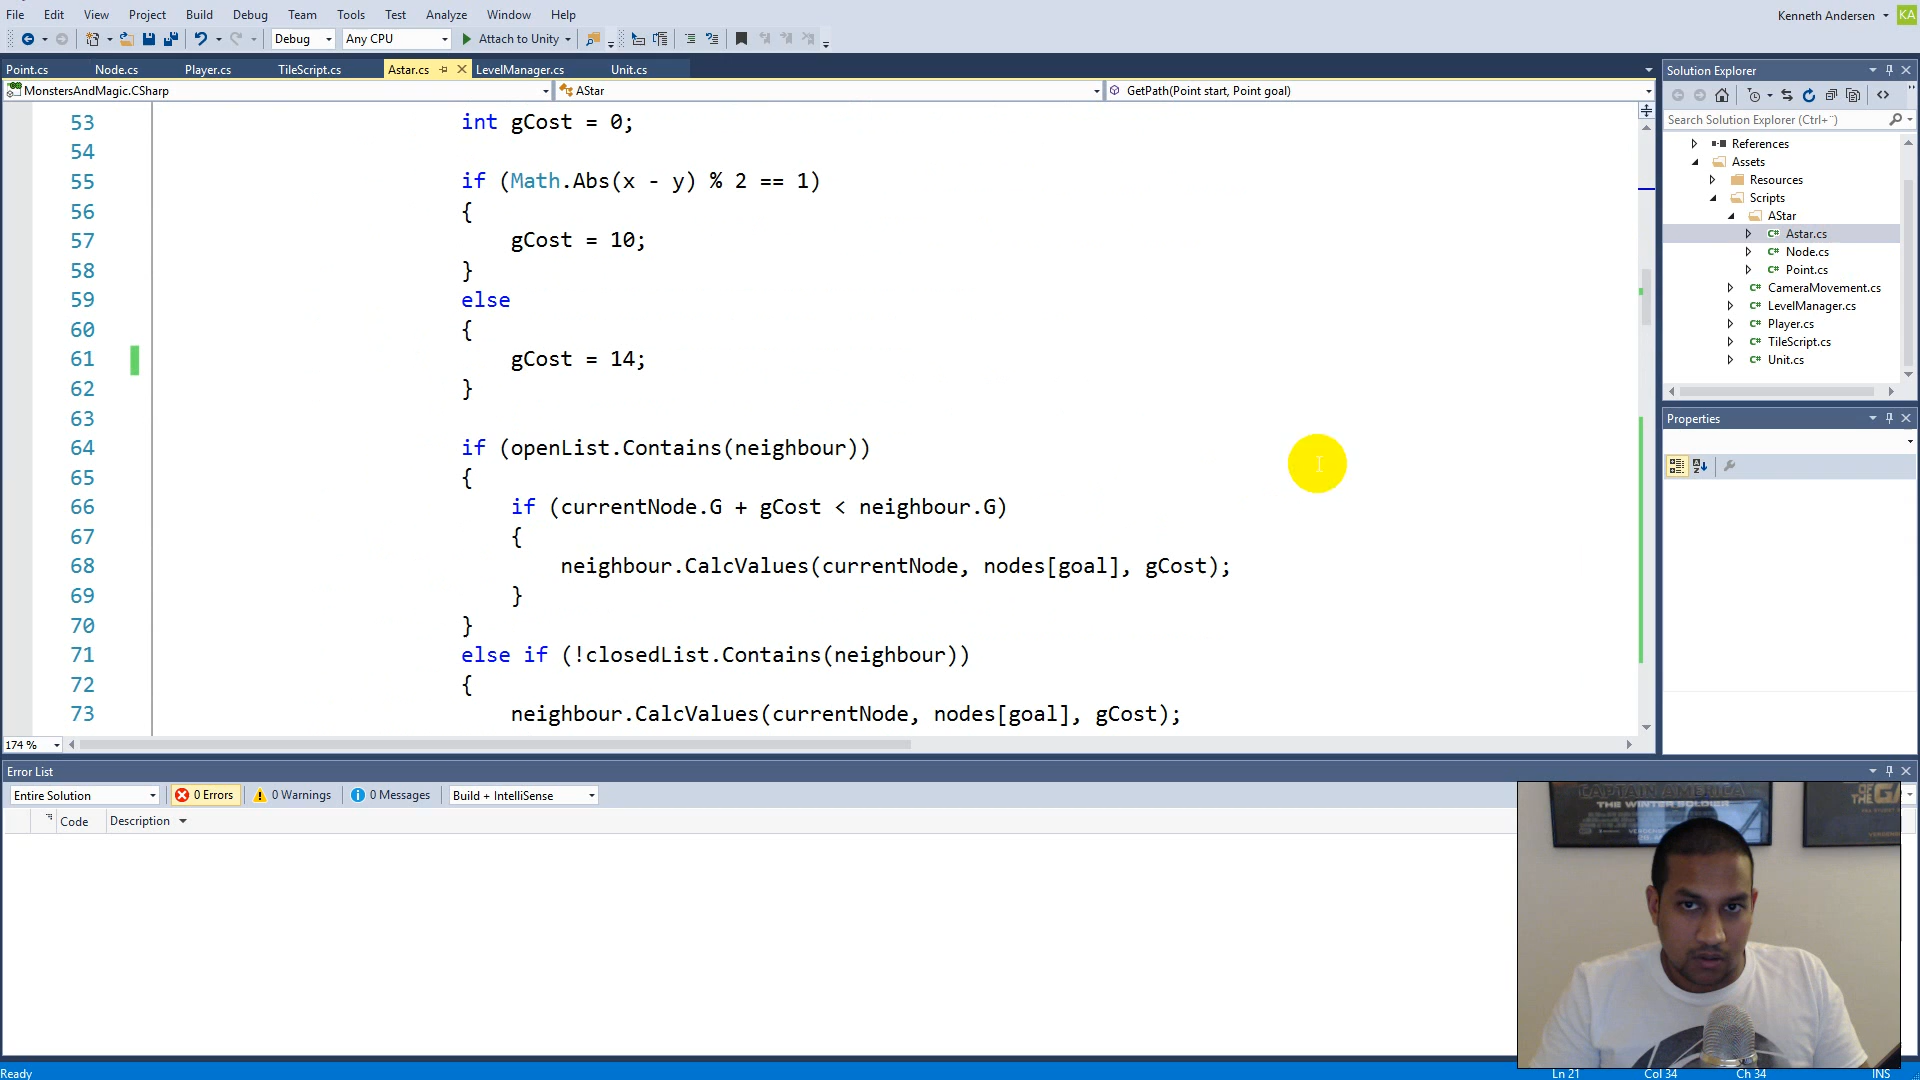 File Edit View Project Build Debug Team Tools Test Analyze Window Help
Kenneth Andersen KA
Debug Any CPU Attach to Unity
Point.cs Node.cs Player.cs TileScript.cs Astar.cs LevelManager.cs Unit.cs
MonstersAndMagic.CSharp AStar GetPath(Point start, Point goal)
53 int gCost = 0;
54
55 if (Math.Abs(x - y) % 2 == 1)
56 {
57 gCost = 10;
58 }
59 else
60 {
61 gCost = 14;
62 }
63
64 if (openList.Contains(neighbour))
65 {
66 if (currentNode.G + gCost < neighbour.G)
67 {
68 neighbour.CalcValues(currentNode, nodes[goal], gCost);
69 }
70 }
71 else if (!closedList.Contains(neighbour))
72 {
73 neighbour.CalcValues(currentNode, nodes[goal], gCost);
174 %
Solution Explorer
Search Solution Explorer (Ctrl+¨)
References
Assets
Resources
Scripts
AStar
C# Astar.cs
C# Node.cs
C# Point.cs
C# CameraMovement.cs
C# LevelManager.cs
C# Player.cs
C# TileScript.cs
C# Unit.cs
Properties
Error List
Entire Solution 0 Errors 0 Warnings 0 Messages Build + IntelliSense
Code Description
CAPTAIN AMERICA
THE WINTER SOLDIER
Ready Ln 21 Col 34 Ch 34 INS